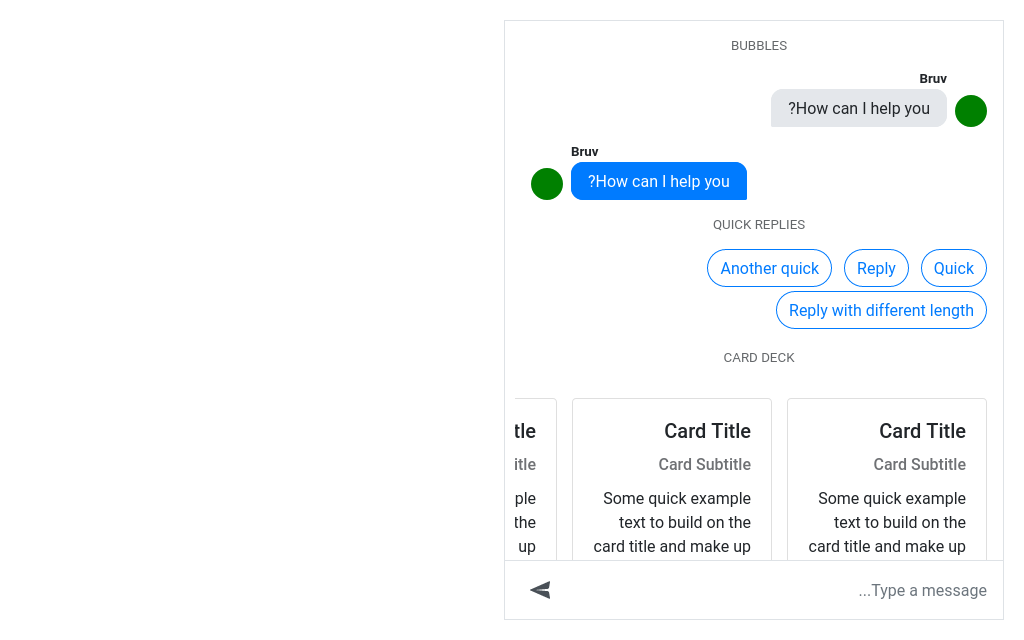 BUBBLES
Bruv
?How can I help you
Bruv
?How can I help you
QUICK REPLIES
Quick Reply Another quick
Reply with different length
CARD DECK
Card Title
Card Subtitle
Some quick example
text to build on the
card title and make up
Card Title
Card Subtitle
Some quick example
text to build on the
card title and make up
tle
itle
ple
the
up
...Type a message